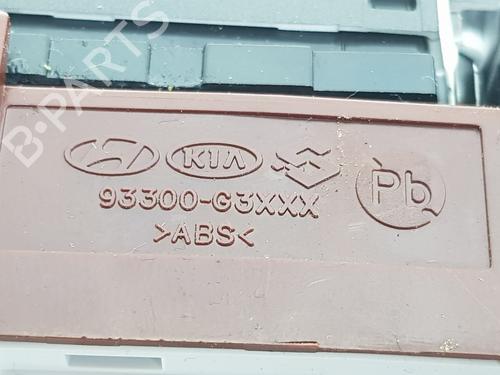 B-PARTS
KIA Pb
93300-G3XXX
>ABS<